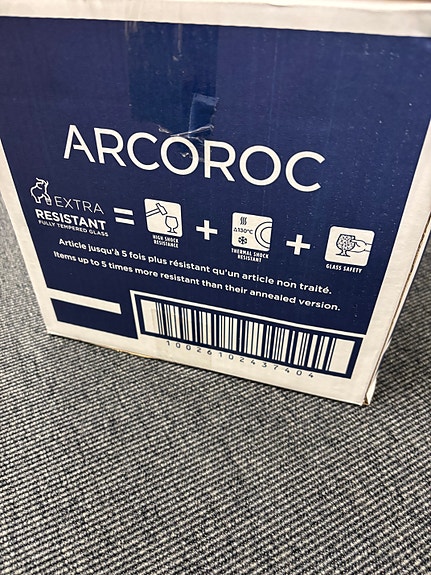 ARCOROC
EXTRA
RESISTANT
FULLY TEMPERED GLASS
=
HIGH SHOCK
RESISTANCE
+
Δ130°C
THERMAL SHOCK
RESISTANT
+
GLASS SAFETY
Article jusqu'à 5 fois plus résistant qu'un article non traité.
Items up to 5 times more resistant than their annealed version.
10026102437404